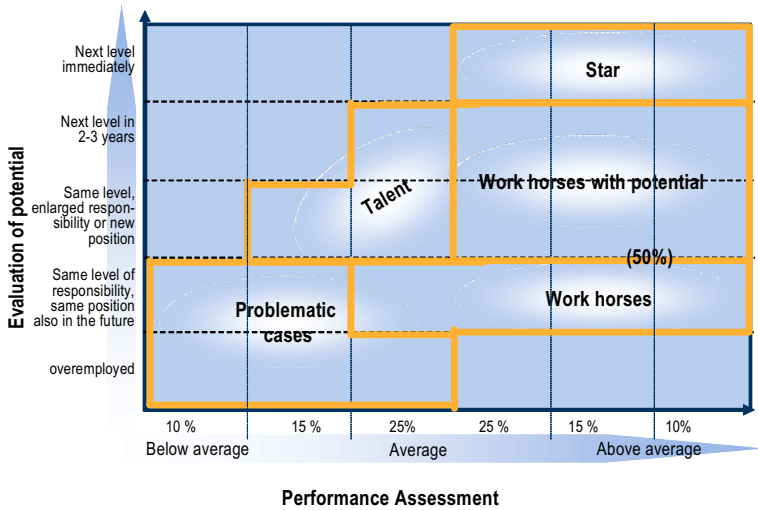 Evaluation of potential
Next level
immediately
Next level in
2-3 years
Same level,
enlarged respon-
sibility or new
position
Same level of
responsibility,
same position
also in the future
overemployed
Star
Talent
Work horses with potential
(50%)
Work horses
Problematic
cases
10 % 15 % 25% 25 % 15 % 10%
Below average Average Above average
Performance Assessment